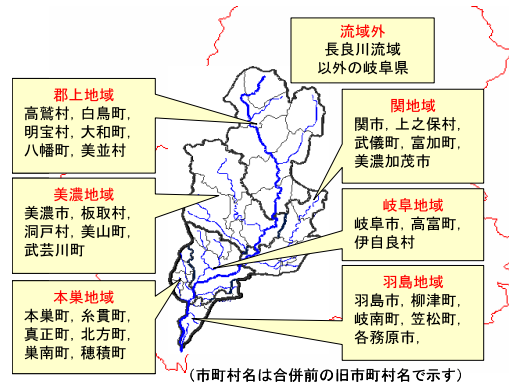 流域外
長良川流域
以外の岐阜県
郡上地域
高鷲村, 白鳥町,
明宝村, 大和町,
八幡町, 美並村
関地域
関市, 上之保村,
武儀町, 富加町,
美濃加茂市
美濃地域
美濃市, 板取村,
洞戸村, 美山町,
武芸川町
岐阜地域
岐阜市, 高富町,
伊自良村
本巣地域
本巣町, 糸貫町,
真正町, 北方町,
巣南町, 穂積町
羽島地域
羽島市, 柳津町,
岐南町, 笠松町,
各務原市,
（市町村名は合併前の旧市町村名で示す）